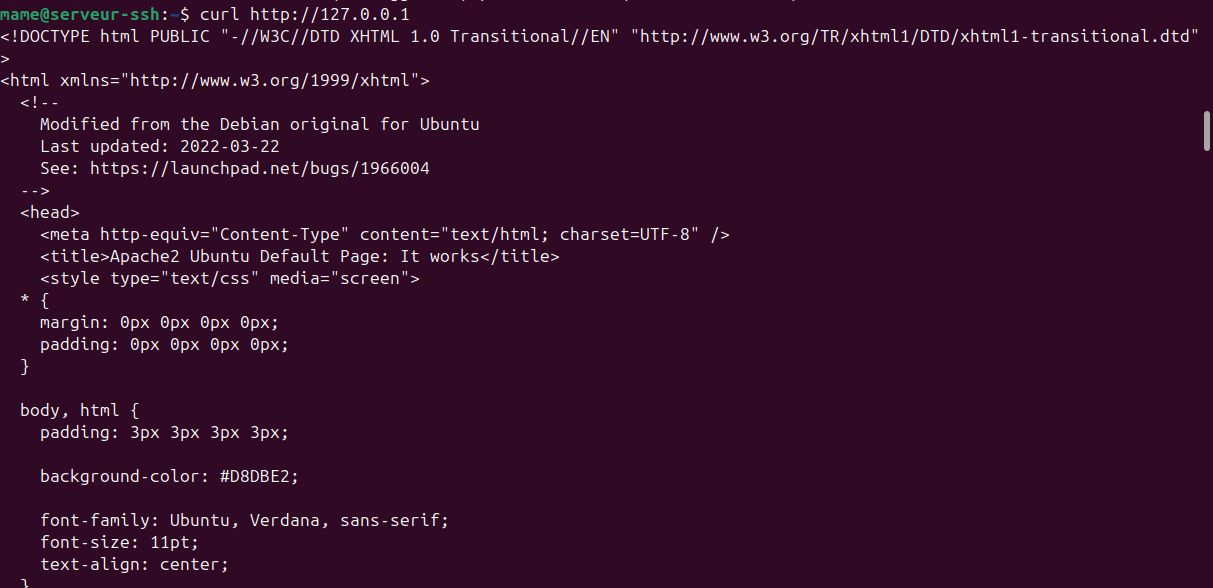 mame@serveur-ssh:~$ curl http://127.0.0.1
<!DOCTYPE html PUBLIC "-//W3C//DTD XHTML 1.0 Transitional//EN" "http://www.w3.org/TR/xhtml1/DTD/xhtml1-transitional.dtd"
>
<html xmlns="http://www.w3.org/1999/xhtml">
  <!--
    Modified from the Debian original for Ubuntu
    Last updated: 2022-03-22
    See: https://launchpad.net/bugs/1966004
  -->
  <head>
    <meta http-equiv="Content-Type" content="text/html; charset=UTF-8" />
    <title>Apache2 Ubuntu Default Page: It works</title>
    <style type="text/css" media="screen">
  * {
    margin: 0px 0px 0px 0px;
    padding: 0px 0px 0px 0px;
  }

  body, html {
    padding: 3px 3px 3px 3px;

    background-color: #D8DBE2;

    font-family: Ubuntu, Verdana, sans-serif;
    font-size: 11pt;
    text-align: center;
  }